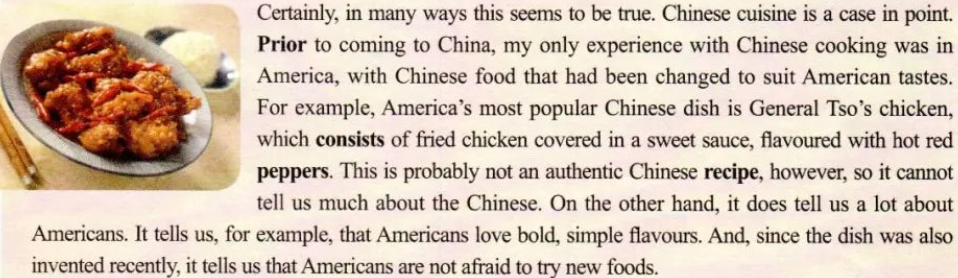 Certainly, in many ways this seems to be true. Chinese cuisine is a case in point.
Prior to coming to China, my only experience with Chinese cooking was in
America, with Chinese food that had been changed to suit American tastes.
For example, America's most popular Chinese dish is General Tso's chicken,
which consists of fried chicken covered in a sweet sauce, flavoured with hot red
peppers. This is probably not an authentic Chinese recipe, however, so it cannot
tell us much about the Chinese. On the other hand, it does tell us a lot about
Americans. It tells us, for example, that Americans love bold, simple flavours. And, since the dish was also
invented recently, it tells us that Americans are not afraid to try new foods.